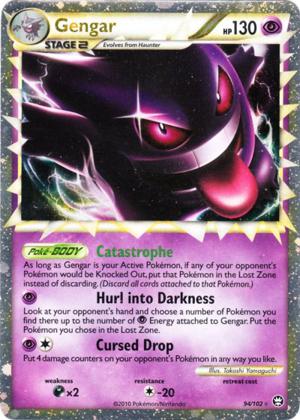 Gengar HP130
STAGE 2 Evolves from Haunter
Poké-BODY Catastrophe
As long as Gengar is your Active Pokémon, if any of your opponent's
Pokémon would be Knocked Out, put that Pokémon in the Lost Zone
instead of discarding. (Discard all cards attached to that Pokémon.)
Hurl into Darkness
Look at your opponent's hand and choose a number of Pokémon you
find there up to the number of Energy attached to Gengar. Put the
Pokémon you chose in the Lost Zone.
Cursed Drop
Put 4 damage counters on your opponent's Pokémon in any way you like.
weakness resistance retreat cost
×2 -20
Illus. Takashi Yamaguchi
©2010 Pokémon/Nintendo 94/102